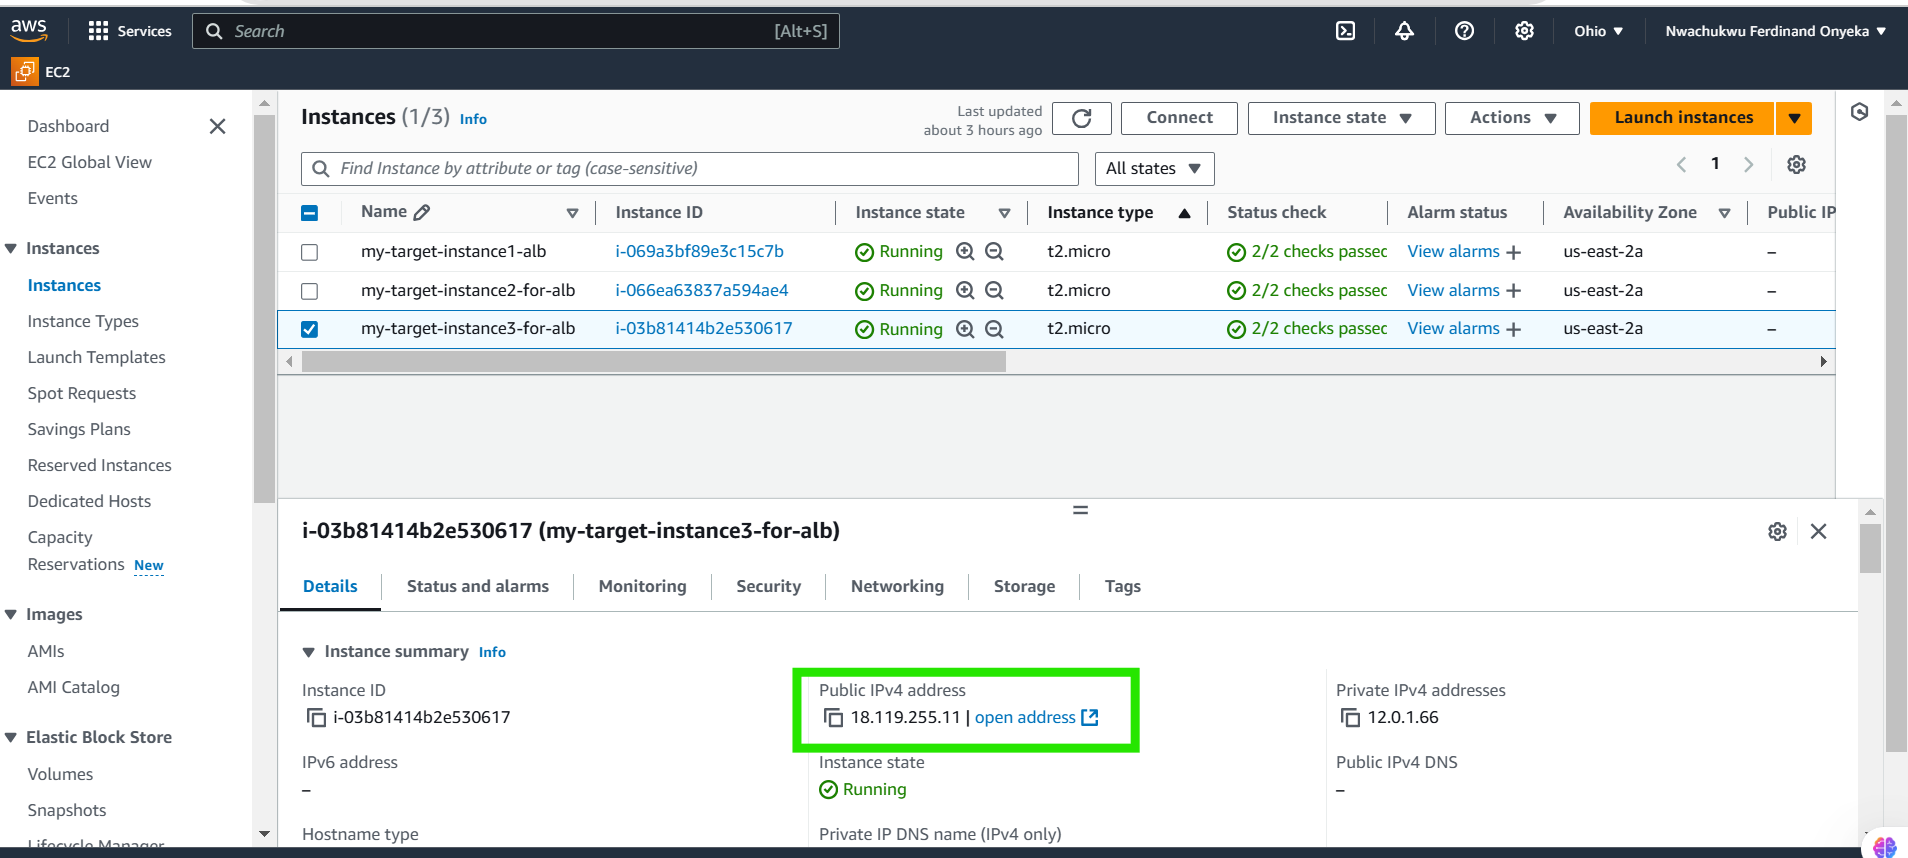 aws
Services
Search
[Alt+S]
Ohio
Nwachukwu Ferdinand Onyeka
EC2
Dashboard
EC2 Global View
Events
Instances
Instances
Instance Types
Launch Templates
Spot Requests
Savings Plans
Reserved Instances
Dedicated Hosts
Capacity
Reservations New
Images
AMIs
AMI Catalog
Elastic Block Store
Volumes
Snapshots
Lifecycle Manager
Instances (1/3) Info
Last updated
about 3 hours ago
Connect
Instance state
Actions
Launch instances
Find Instance by attribute or tag (case-sensitive)
All states
1
Name Instance ID Instance state Instance type Status check Alarm status Availability Zone Public IP
my-target-instance1-alb i-069a3bf89e3c15c7b Running t2.micro 2/2 checks passec View alarms + us-east-2a –
my-target-instance2-for-alb i-066ea63837a594ae4 Running t2.micro 2/2 checks passec View alarms + us-east-2a –
my-target-instance3-for-alb i-03b81414b2e530617 Running t2.micro 2/2 checks passec View alarms + us-east-2a –
i-03b81414b2e530617 (my-target-instance3-for-alb)
Details Status and alarms Monitoring Security Networking Storage Tags
Instance summary Info
Instance ID
i-03b81414b2e530617
Public IPv4 address
18.119.255.11 | open address
Private IPv4 addresses
12.0.1.66
IPv6 address
–
Instance state
Running
Public IPv4 DNS
–
Hostname type
Private IP DNS name (IPv4 only)